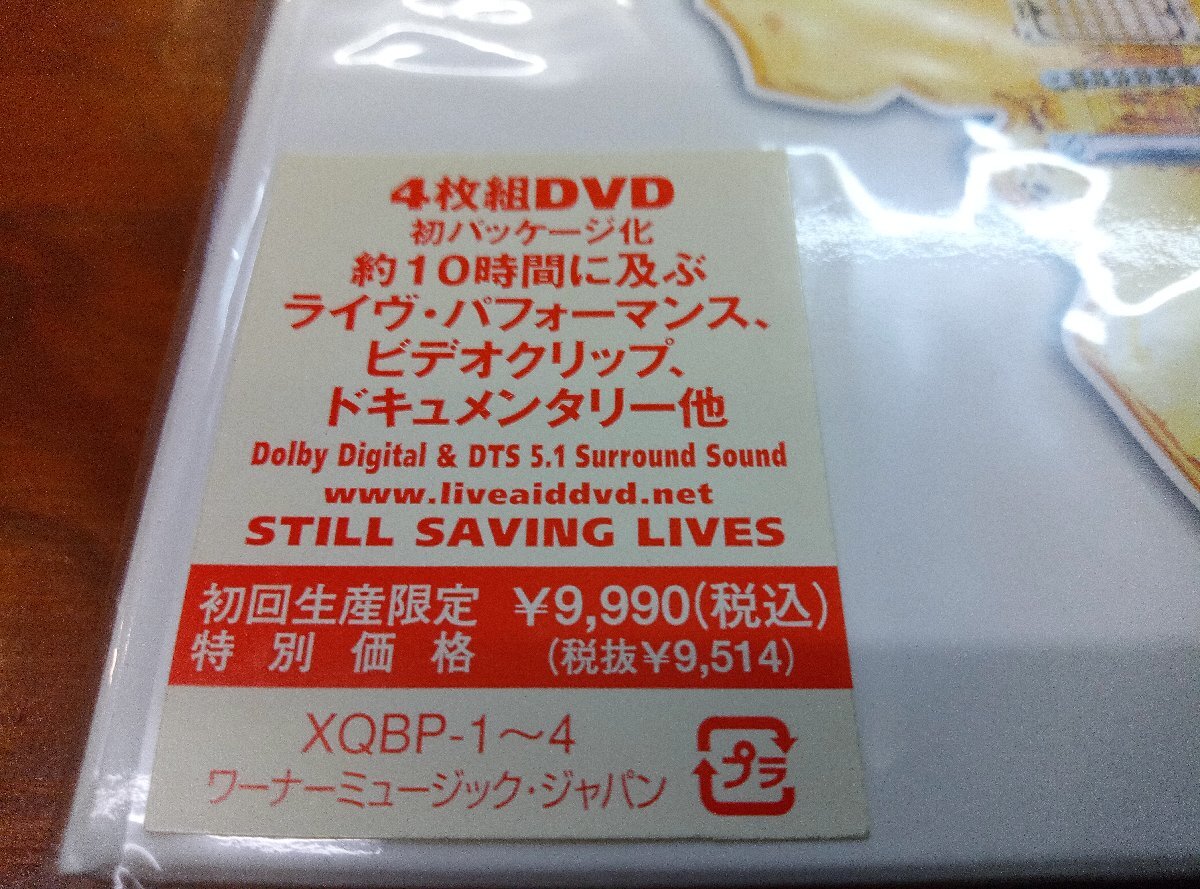 4枚組DVD
初パッケージ化
約10時間に及ぶ
ライヴ・パフォーマンス、
ビデオクリップ、
ドキュメンタリー他
Dolby Digital & DTS 5.1 Surround Sound
www.liveaiddvd.net
STILL SAVING LIVES
初回生産限定 ¥9,990(税込)
特別価格 (税抜¥9,514)
XQBP-1〜4
ワーナーミュージック・ジャパン
プラ